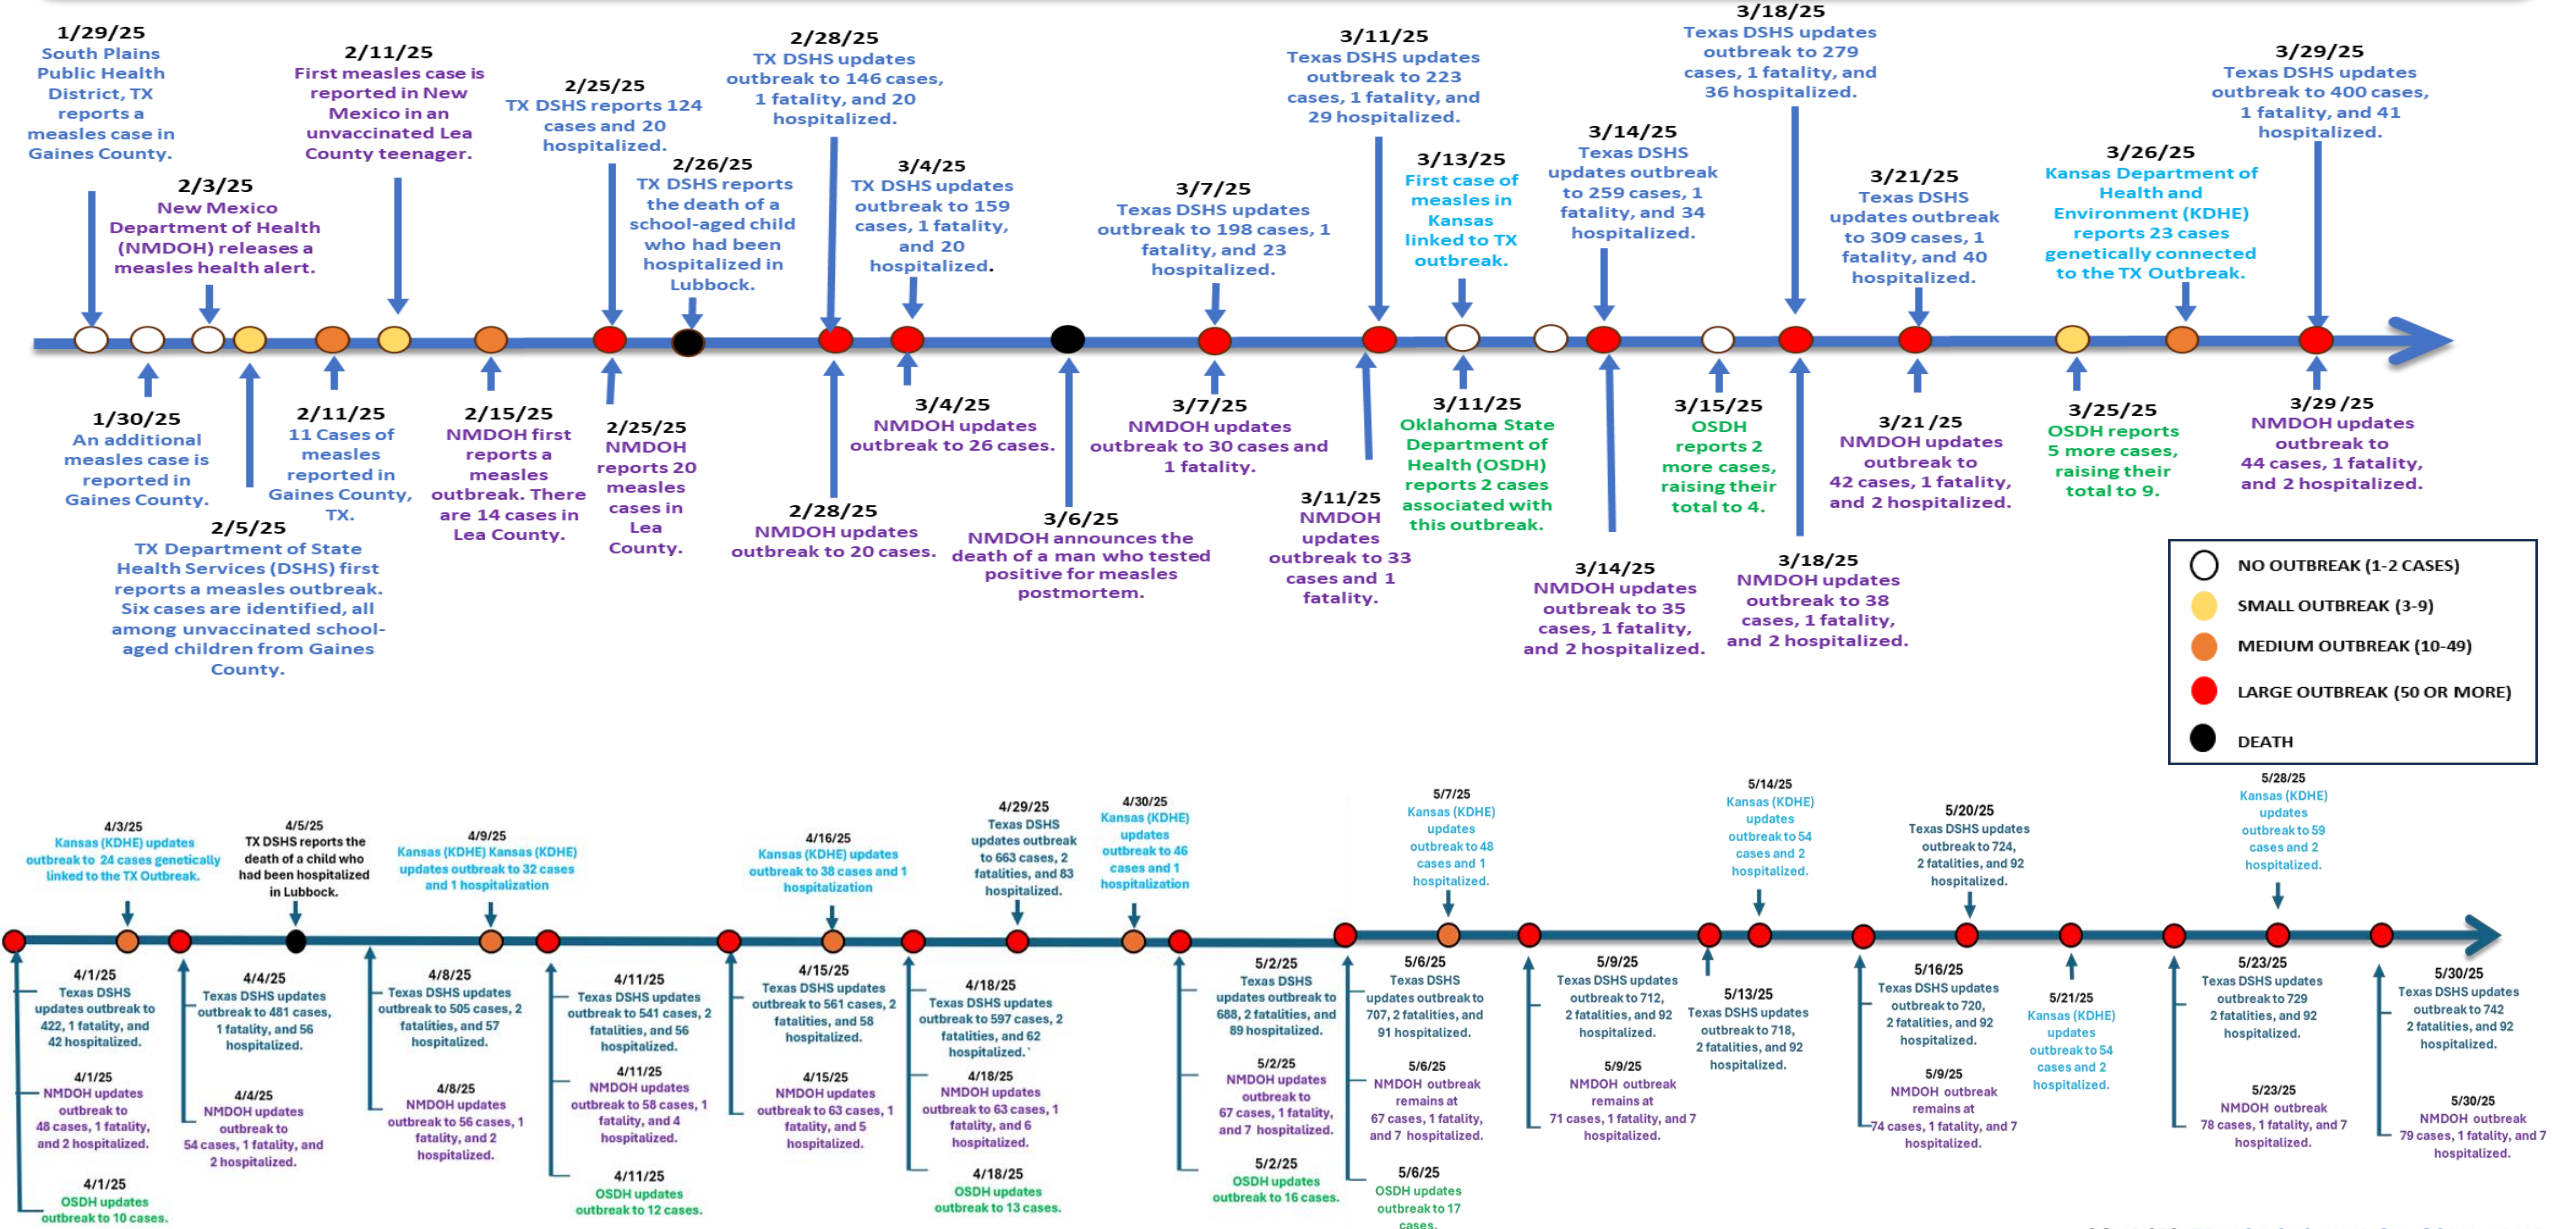 1/29/25
South Plains
Public Health
District, TX
reports a
measles case in
Gaines County.
2/3/25
New Mexico
Department of Health
(NMDOH) releases a
measles health alert.
2/11/25
First measles case is
reported in New
Mexico in an
unvaccinated Lea
County teenager.
2/25/25
TX DSHS reports 124
cases and 20
hospitalized.
2/26/25
TX DSHS reports
the death of a
school-aged child
who had been
hospitalized in
Lubbock.
2/28/25
TX DSHS updates
outbreak to 146 cases,
1 fatality, and 20
hospitalized.
3/4/25
TX DSHS updates
outbreak to 159
cases, 1 fatality,
and 20
hospitalized.
3/7/25
Texas DSHS updates
outbreak to 198 cases, 1
fatality, and 23
hospitalized.
3/11/25
Texas DSHS updates
outbreak to 223
cases, 1 fatality, and
29 hospitalized.
3/13/25
First case of
measles in
Kansas
linked to TX
outbreak.
3/14/25
Texas DSHS
updates outbreak
to 259 cases, 1
fatality, and 34
hospitalized.
3/18/25
Texas DSHS updates
outbreak to 279
cases, 1 fatality, and
36 hospitalized.
3/21/25
Texas DSHS
updates outbreak
to 309 cases, 1
fatality, and 40
hospitalized.
3/26/25
Kansas Department of
Health and
Environment (KDHE)
reports 23 cases
genetically connected
to the TX Outbreak.
3/29/25
Texas DSHS updates
outbreak to 400 cases,
1 fatality, and 41
hospitalized.
1/30/25
An additional
measles case is
reported in
Gaines County.
2/5/25
TX Department of State
Health Services (DSHS) first
reports a measles outbreak.
Six cases are identified, all
among unvaccinated school-
aged children from Gaines
County.
2/11/25
11 Cases of
measles
reported in
Gaines County,
TX.
2/15/25
NMDOH first
reports a
measles
outbreak. There
are 14 cases in
Lea County.
2/25/25
NMDOH
reports 20
measles
cases in
Lea
County.
2/28/25
NMDOH updates
outbreak to 20 cases.
3/4/25
NMDOH updates
outbreak to 26 cases.
3/6/25
NMDOH announces the
death of a man who tested
positive for measles
postmortem.
3/7/25
NMDOH updates
outbreak to 30 cases and
1 fatality.
3/11/25
NMDOH
updates
outbreak to 33
cases and 1
fatality.
3/11/25
Oklahoma State
Department of
Health (OSDH)
reports 2 cases
associated with
this outbreak.
3/14/25
NMDOH updates
outbreak to 35
cases, 1 fatality,
and 2 hospitalized.
3/15/25
OSDH
reports 2
more cases,
raising their
total to 4.
3/18/25
NMDOH updates
outbreak to 38
cases, 1 fatality,
and 2 hospitalized.
3/21 /25
NMDOH updates
outbreak to
42 cases, 1 fatality,
and 2 hospitalized.
3/25/25
OSDH reports
5 more cases,
raising their
total to 9.
3/29 /25
NMDOH updates
outbreak to
44 cases, 1 fatality,
and 2 hospitalized.
NO OUTBREAK (1-2 CASES)
SMALL OUTBREAK (3-9)
MEDIUM OUTBREAK (10-49)
LARGE OUTBREAK (50 OR MORE)
DEATH
4/3/25
Kansas (KDHE) updates
outbreak to 24 cases genetically
linked to the TX Outbreak.
4/5/25
TX DSHS reports the
death of a child who
had been hospitalized
in Lubbock.
4/9/25
Kansas (KDHE) Kansas (KDHE)
updates outbreak to 32 cases
and 1 hospitalization
4/16/25
Kansas (KDHE) updates
outbreak to 38 cases and 1
hospitalization
4/29/25
Texas DSHS
updates outbreak
to 663 cases, 2
fatalities, and 83
hospitalized.
4/30/25
Kansas (KDHE)
updates
outbreak to 46
cases and 1
hospitalization
5/7/25
Kansas (KDHE)
updates
outbreak to 48
cases and 1
hospitalized.
5/14/25
Kansas (KDHE)
updates
outbreak to 54
cases and 2
hospitalized.
5/20/25
Texas DSHS updates
outbreak to 724,
2 fatalities, and 92
hospitalized.
5/28/25
Kansas (KDHE)
updates
outbreak to 59
cases and 2
hospitalized.
4/1/25
Texas DSHS
updates outbreak to
422, 1 fatality, and
42 hospitalized.
4/1/25
NMDOH updates
outbreak to
48 cases, 1 fatality,
and 2 hospitalized.
4/1/25
OSDH updates
outbreak to 10 cases.
4/4/25
Texas DSHS updates
outbreak to 481 cases,
1 fatality, and 56
hospitalized.
4/4/25
NMDOH updates
outbreak to
54 cases, 1 fatality, and
2 hospitalized.
4/8/25
Texas DSHS updates
outbreak to 505 cases, 2
fatalities, and 57
hospitalized.
4/8/25
NMDOH updates
outbreak to 56 cases, 1
fatality, and 2
hospitalized.
4/11/25
Texas DSHS updates
outbreak to 541 cases, 2
fatalities, and 56
hospitalized.
4/11/25
NMDOH updates
outbreak to 58 cases, 1
fatality, and 4
hospitalized.
4/11/25
OSDH updates
outbreak to 12 cases.
4/15/25
Texas DSHS updates
outbreak to 561 cases, 2
fatalities, and 58
hospitalized.
4/15/25
NMDOH updates
outbreak to 63 cases, 1
fatality, and 5
hospitalized.
4/18/25
Texas DSHS updates
outbreak to 597 cases, 2
fatalities, and 62
hospitalized.`
4/18/25
NMDOH updates
outbreak to 63 cases, 1
fatality, and 6
hospitalized.
4/18/25
OSDH updates
outbreak to 13 cases.
5/2/25
Texas DSHS
updates outbreak to
688, 2 fatalities, and
89 hospitalized.
5/2/25
NMDOH updates
outbreak to
67 cases, 1 fatality,
and 7 hospitalized.
5/2/25
OSDH updates
outbreak to 16 cases.
5/6/25
Texas DSHS
updates outbreak to
707, 2 fatalities, and
91 hospitalized.
5/6/25
NMDOH outbreak
remains at
67 cases, 1 fatality,
and 7 hospitalized.
5/6/25
OSDH updates
outbreak to 17
cases.
5/9/25
Texas DSHS updates
outbreak to 712,
2 fatalities, and 92
hospitalized.
5/9/25
NMDOH outbreak
remains at
71 cases, 1 fatality, and 7
hospitalized.
5/13/25
Texas DSHS updates
outbreak to 718,
2 fatalities, and 92
hospitalized.
5/16/25
Texas DSHS updates
outbreak to 720,
2 fatalities, and 92
hospitalized.
5/9/25
NMDOH outbreak
remains at
74 cases, 1 fatality, and 7
hospitalized.
5/21/25
Kansas (KDHE)
updates
outbreak to 54
cases and 2
hospitalized.
5/23/25
Texas DSHS updates
outbreak to 729
2 fatalities, and 92
hospitalized.
5/23/25
NMDOH outbreak
78 cases, 1 fatality, and 7
hospitalized.
5/30/25
Texas DSHS updates
outbreak to 742
2 fatalities, and 92
hospitalized.
5/30/25
NMDOH outbreak
79 cases, 1 fatality, and 7
hospitalized.